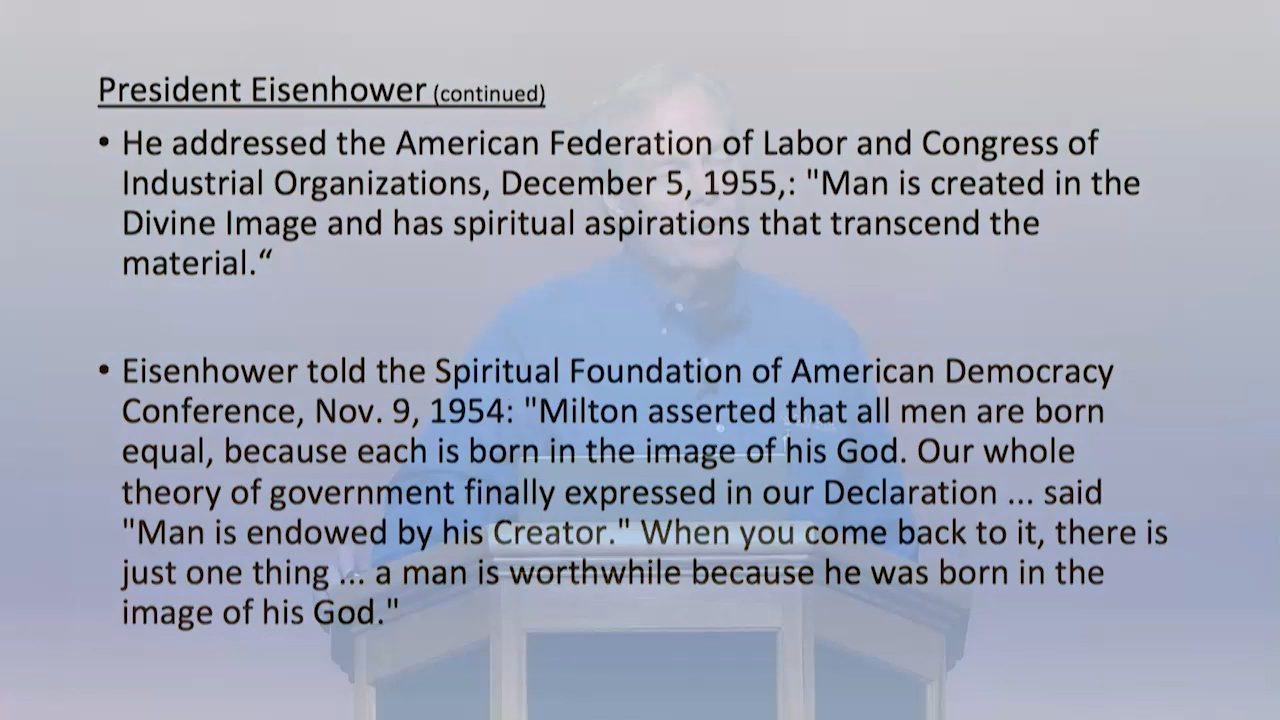 President Eisenhower (continued)
• He addressed the American Federation of Labor and Congress of
Industrial Organizations, December 5, 1955,: "Man is created in the
Divine Image and has spiritual aspirations that transcend the
material.“
• Eisenhower told the Spiritual Foundation of American Democracy
Conference, Nov. 9, 1954: "Milton asserted that all men are born
equal, because each is born in the image of his God. Our whole
theory of government finally expressed in our Declaration ... said
"Man is endowed by his Creator." When you come back to it, there is
just one thing ... a man is worthwhile because he was born in the
image of his God."